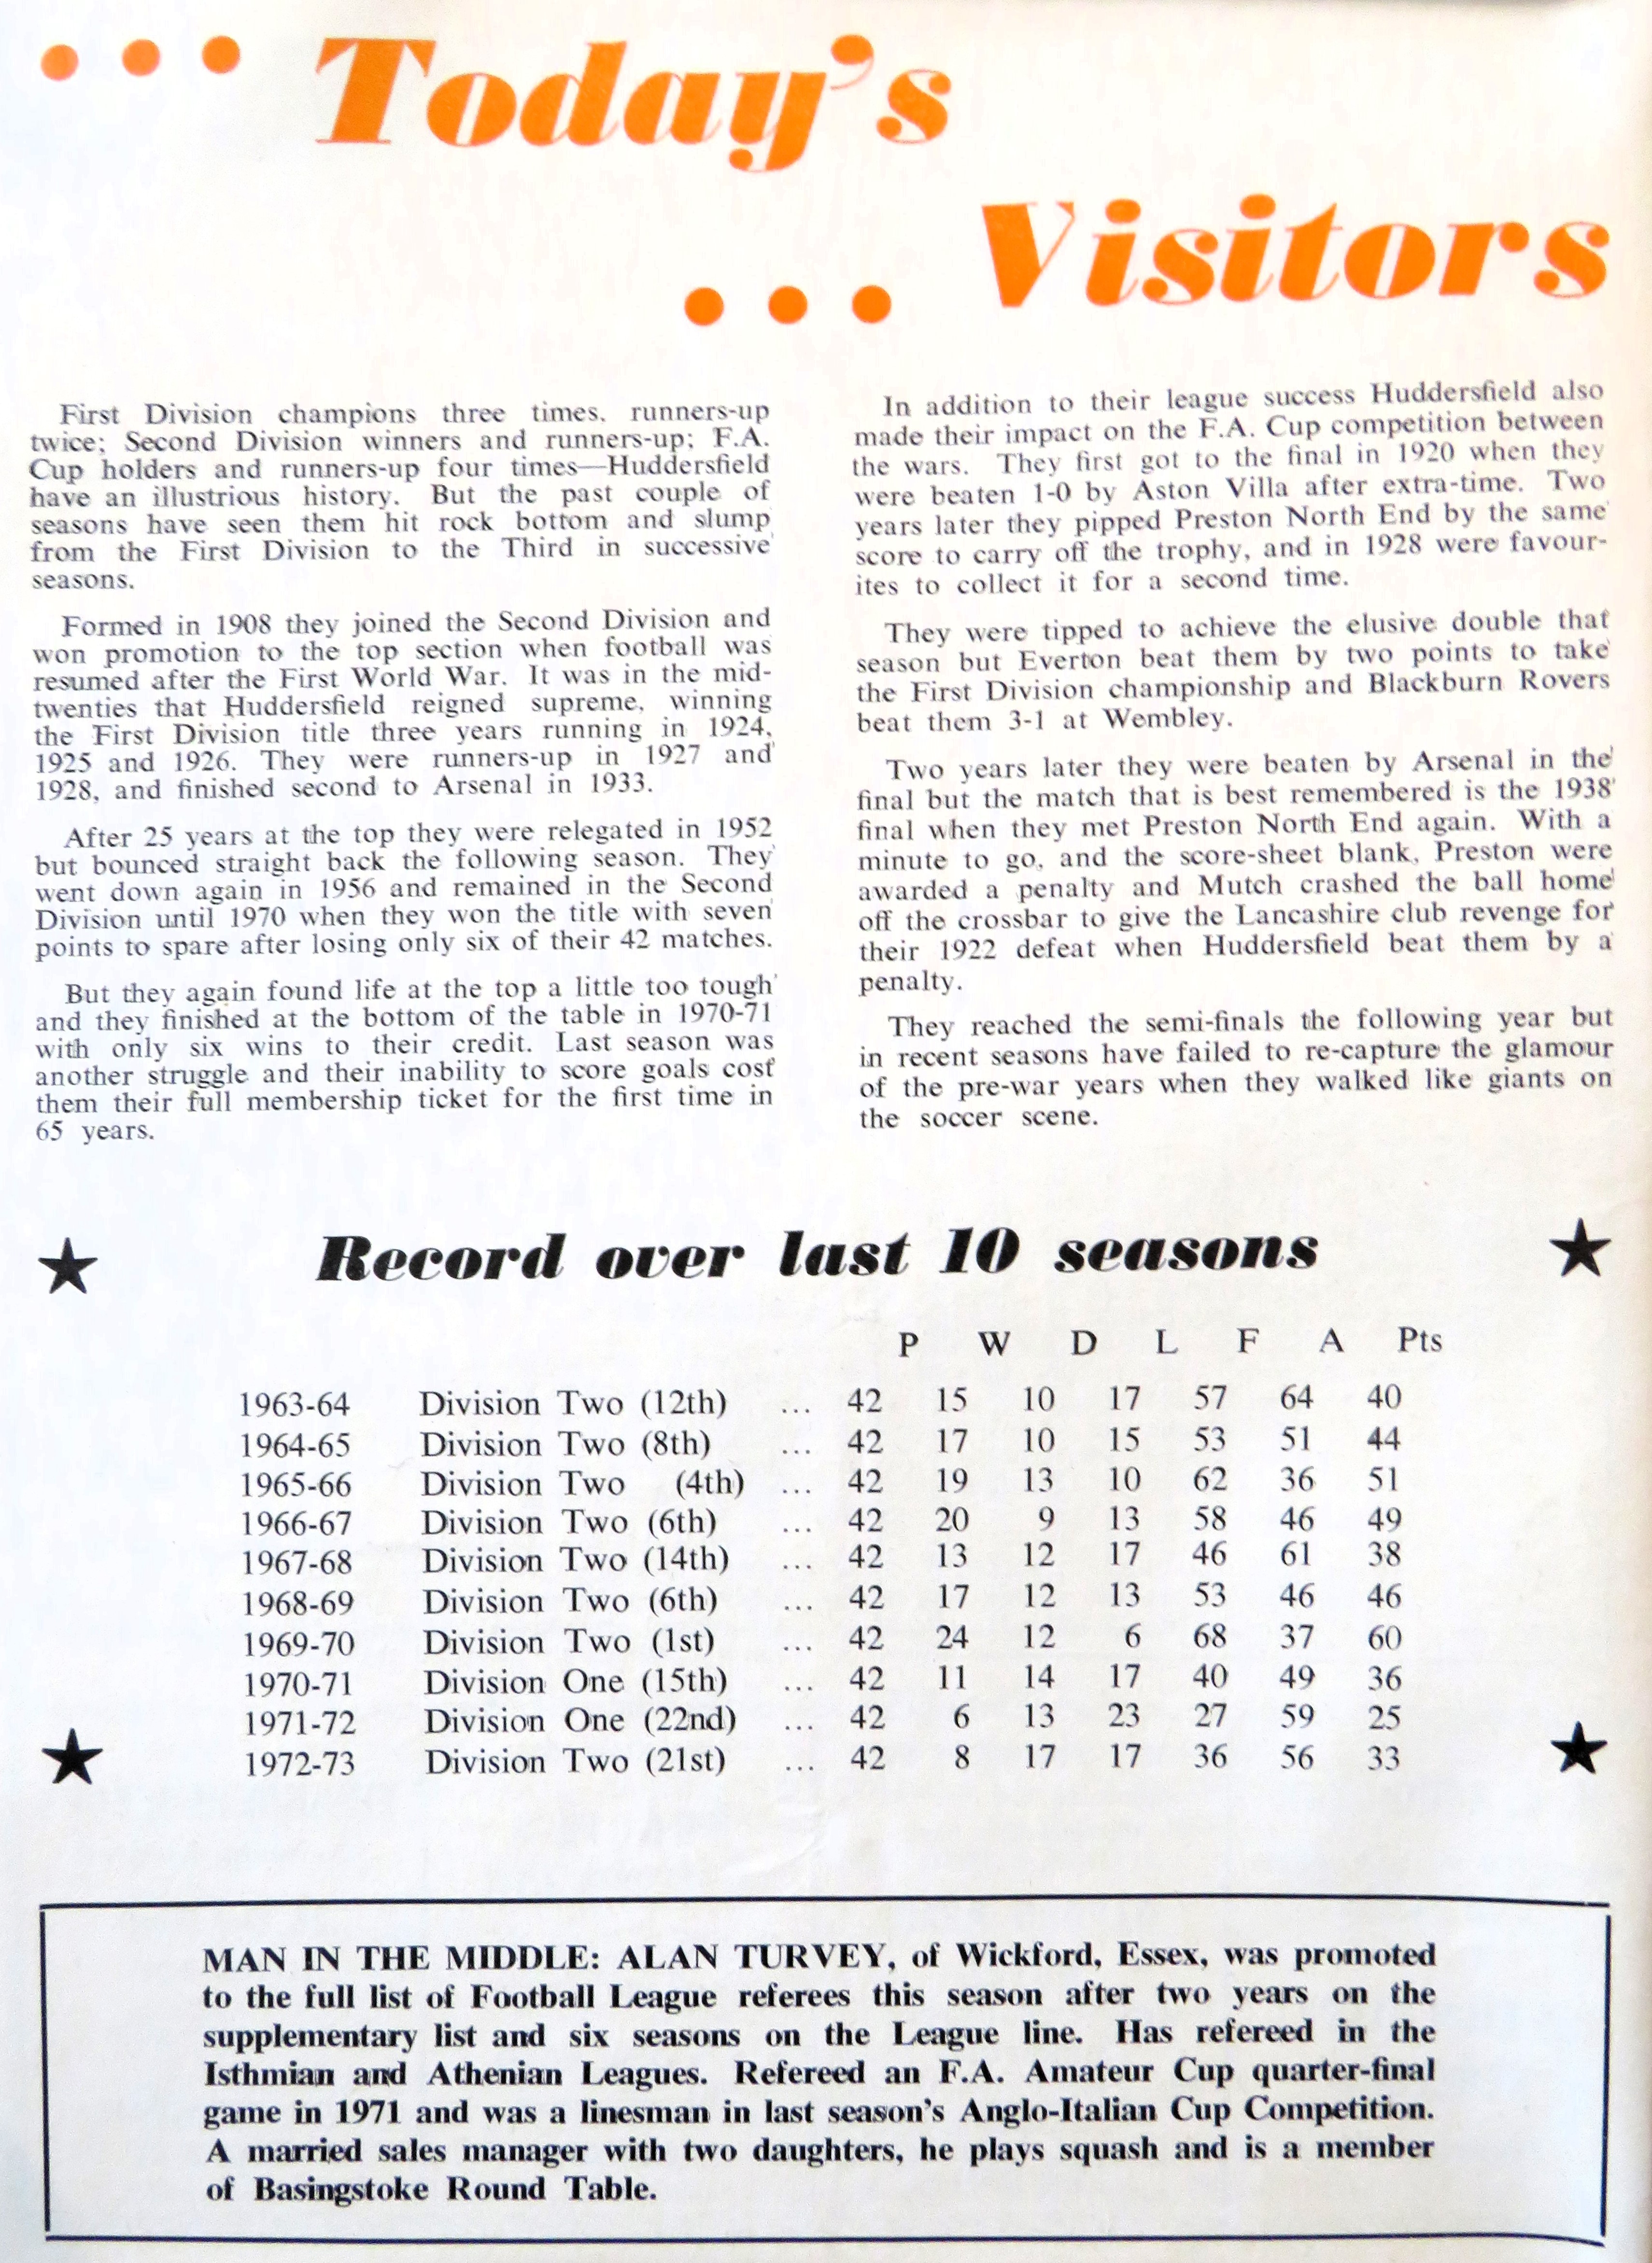 ... Today's
... Visitors
First Division champions three times, runners-up
twice; Second Division winners and runners-up; F.A.
Cup holders and runners-up four times—Huddersfield
have an illustrious history. But the past couple of
seasons have seen them hit rock bottom and slump
from the First Division to the Third in successive
seasons.
Formed in 1908 they joined the Second Division and
won promotion to the top section when football was
resumed after the First World War. It was in the mid-
twenties that Huddersfield reigned supreme, winning
the First Division title three years running in 1924,
1925 and 1926. They were runners-up in 1927 and
1928, and finished second to Arsenal in 1933.
After 25 years at the top they were relegated in 1952
but bounced straight back the following season. They
went down again in 1956 and remained in the Second
Division until 1970 when they won the title with seven
points to spare after losing only six of their 42 matches.
But they again found life at the top a little too tough
and they finished at the bottom of the table in 1970-71
with only six wins to their credit. Last season was
another struggle and their inability to score goals cost
them their full membership ticket for the first time in
65 years.
In addition to their league success Huddersfield also
made their impact on the F.A. Cup competition between
the wars. They first got to the final in 1920 when they
were beaten 1-0 by Aston Villa after extra-time. Two
years later they pipped Preston North End by the same
score to carry off the trophy, and in 1928 were favour-
ites to collect it for a second time.
They were tipped to achieve the elusive double that
season but Everton beat them by two points to take
the First Division championship and Blackburn Rovers
beat them 3-1 at Wembley.
Two years later they were beaten by Arsenal in the
final but the match that is best remembered is the 1938
final when they met Preston North End again. With a
minute to go, and the score-sheet blank, Preston were
awarded a penalty and Mutch crashed the ball home
off the crossbar to give the Lancashire club revenge for
their 1922 defeat when Huddersfield beat them by a
penalty.
They reached the semi-finals the following year but
in recent seasons have failed to re-capture the glamour
of the pre-war years when they walked like giants on
the soccer scene.
Record over last 10 seasons
P W D L F A Pts
1963-64 Division Two (12th) ... 42 15 10 17 57 64 40
1964-65 Division Two (8th) ... 42 17 10 15 53 51 44
1965-66 Division Two (4th) ... 42 19 13 10 62 36 51
1966-67 Division Two (6th) ... 42 20 9 13 58 46 49
1967-68 Division Two (14th) ... 42 13 12 17 46 61 38
1968-69 Division Two (6th) ... 42 17 12 13 53 46 46
1969-70 Division Two (1st) ... 42 24 12 6 68 37 60
1970-71 Division One (15th) ... 42 11 14 17 40 49 36
1971-72 Division One (22nd) ... 42 6 13 23 27 59 25
1972-73 Division Two (21st) ... 42 8 17 17 36 56 33
MAN IN THE MIDDLE: ALAN TURVEY, of Wickford, Essex, was promoted
to the full list of Football League referees this season after two years on the
supplementary list and six seasons on the League line. Has refereed in the
Isthmian and Athenian Leagues. Refereed an F.A. Amateur Cup quarter-final
game in 1971 and was a linesman in last season's Anglo-Italian Cup Competition.
A married sales manager with two daughters, he plays squash and is a member
of Basingstoke Round Table.